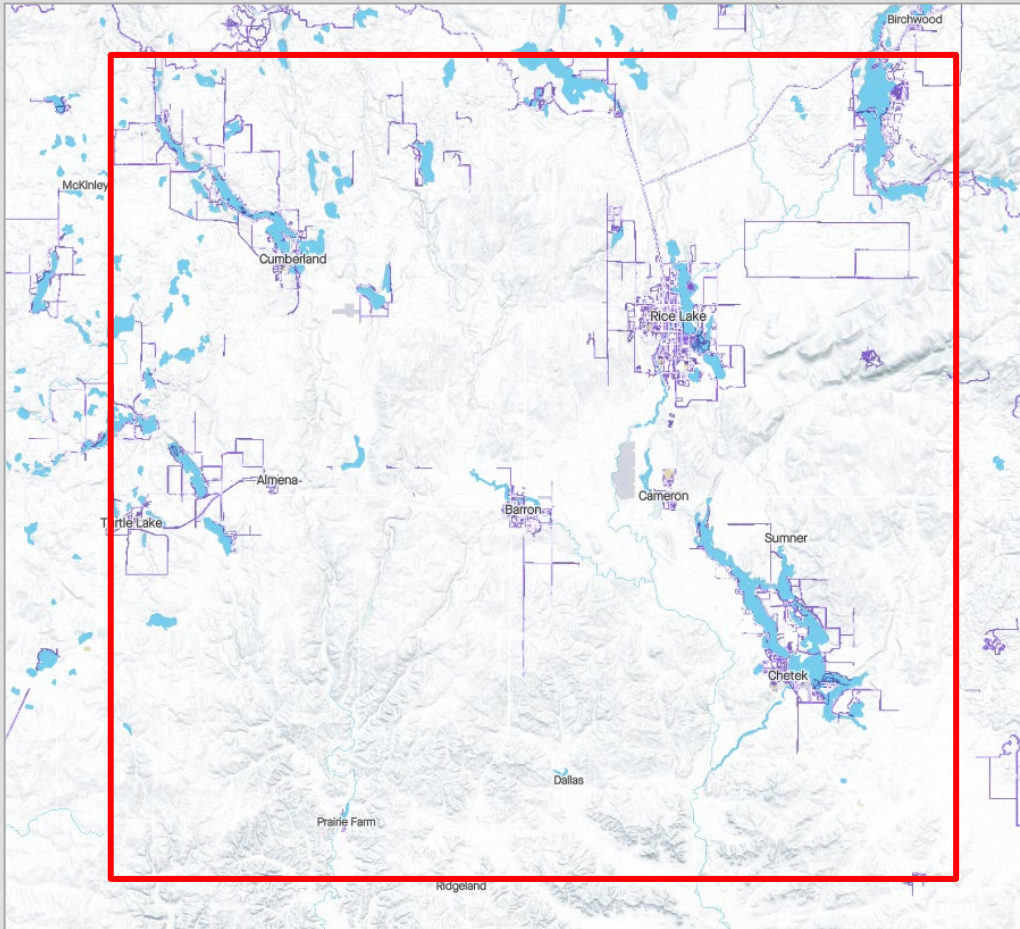 Birchwood
McKinley
Cumberland
Rice Lake
Almena
Cameron
Barron
Turtle Lake
Sumner
Chetek
Dallas
Prairie Farm
Ridgeland